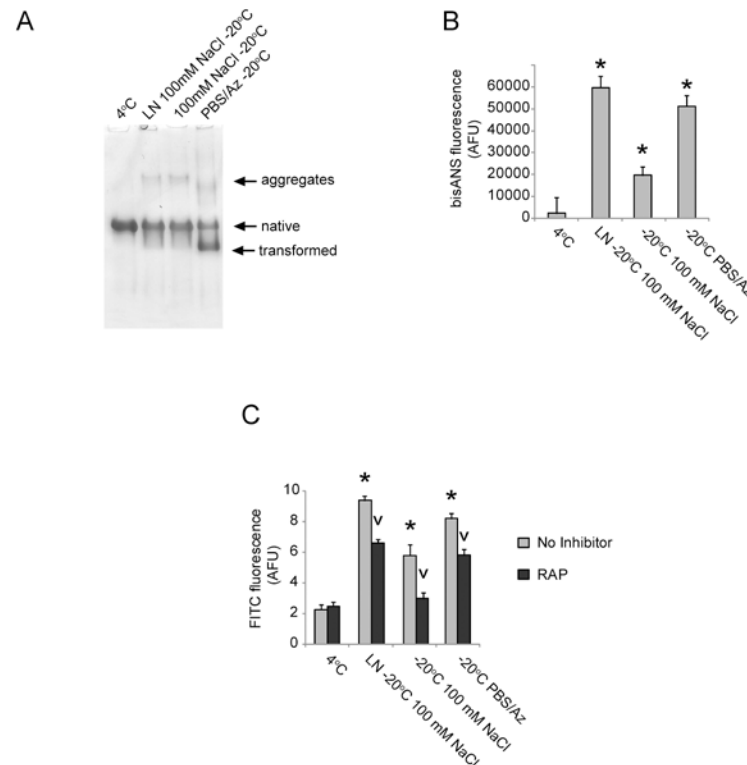 A
4°C
LN 100mM NaCl -20°C
100mM NaCl -20°C
PBS/Az -20°C
aggregates
native
transformed
B
bisANS fluorescence
(AFU)
60000
50000
40000
30000
20000
10000
0
*
*
*
4°C
LN -20°C 100 mM NaCl
-20°C 100 mM NaCl
-20°C PBS/Az
C
FITC fluorescence
(AFU)
10
8
6
4
2
0
*
v
*
v
*
v
4°C
LN -20°C 100 mM NaCl
-20°C 100 mM NaCl
-20°C PBS/Az
No Inhibitor
RAP